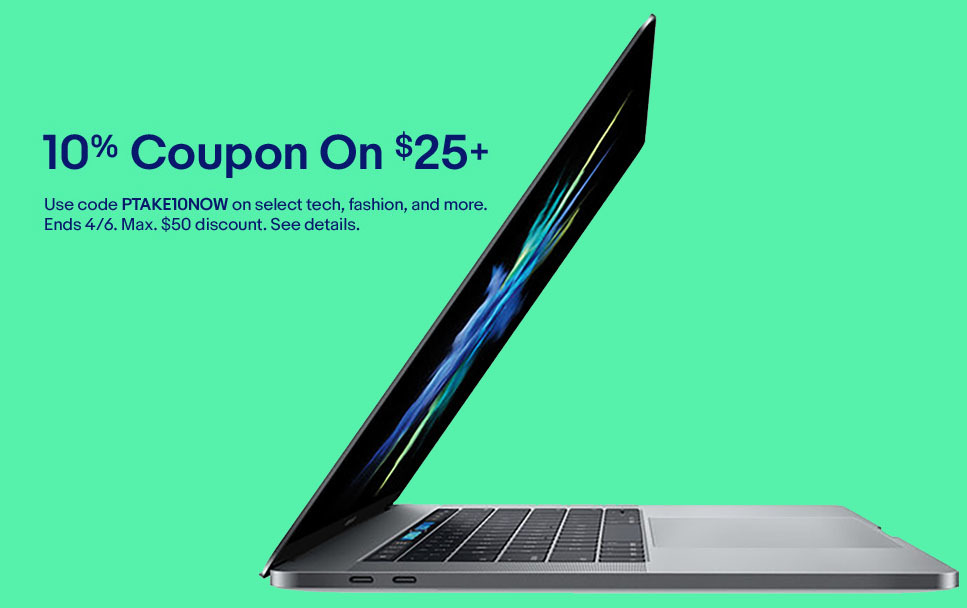 10% Coupon On $25+
Use code PTAKE10NOW on select tech, fashion, and more.
Ends 4/6. Max. $50 discount. See details.